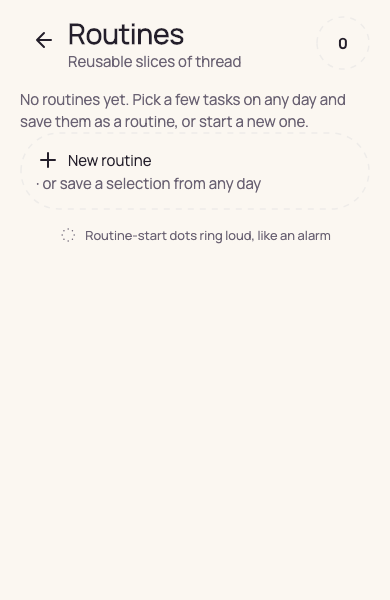 Routines
Reusable slices of thread
0
No routines yet. Pick a few tasks on any day and
save them as a routine, or start a new one.
New routine
· or save a selection from any day
Routine-start dots ring loud, like an alarm